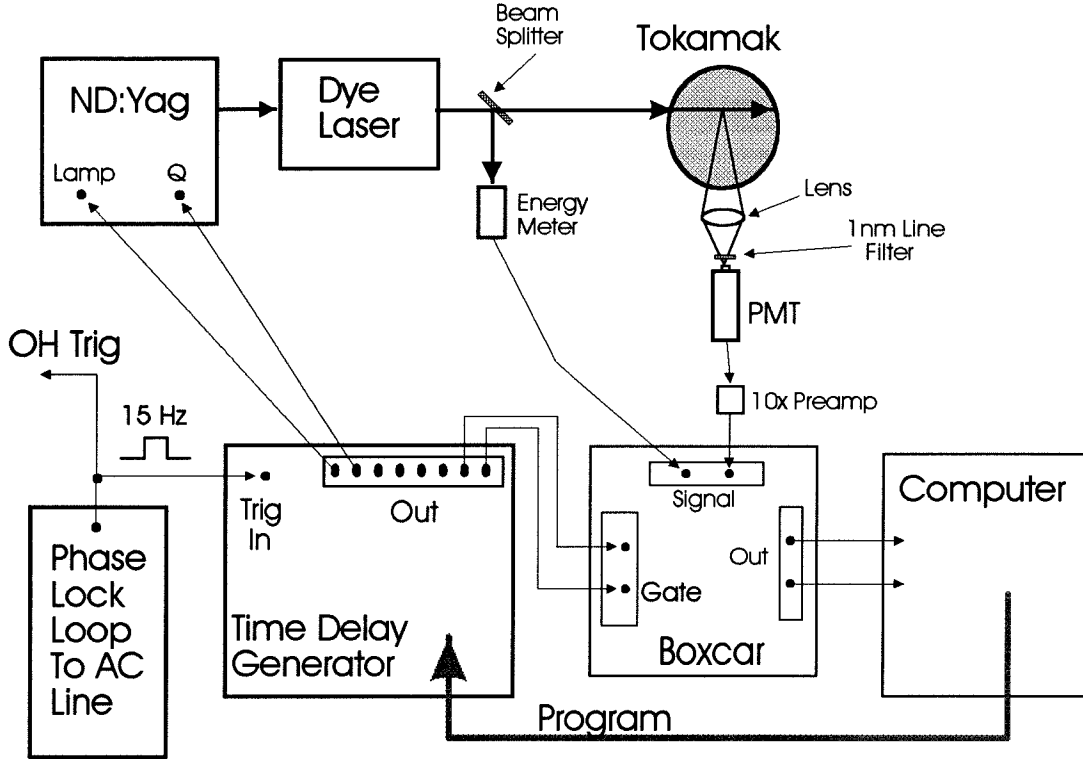 Beam
Splitter
Tokamak
ND:Yag
Dye
Laser
Lamp
Q
Energy
Meter
Lens
1nm Line
Filter
PMT
OH Trig
15 Hz
10x Preamp
Trig
In
Out
Signal
Computer
Phase
Lock
Loop
To AC
Line
Out
Gate
Time Delay
Generator
Boxcar
Program